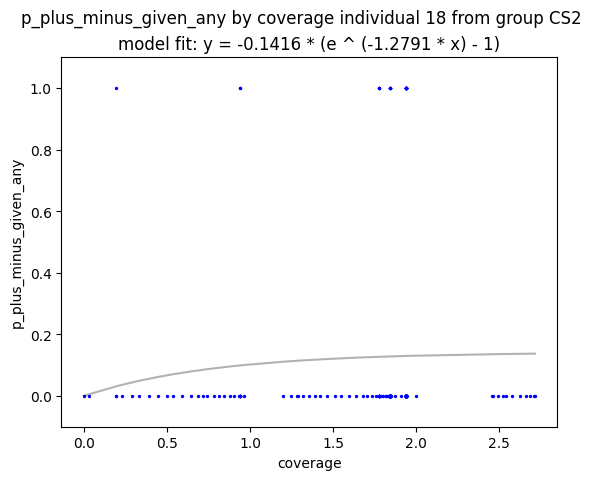 p_plus_minus_given_any by coverage individual 18 from group CS2
model fit: y = -0.1416 * (e ^ (-1.2791 * x) - 1)
1.0
0.8
0.6
0.4
0.2
0.0
p_plus_minus_given_any
0.0 0.5 1.0 1.5 2.0 2.5
coverage